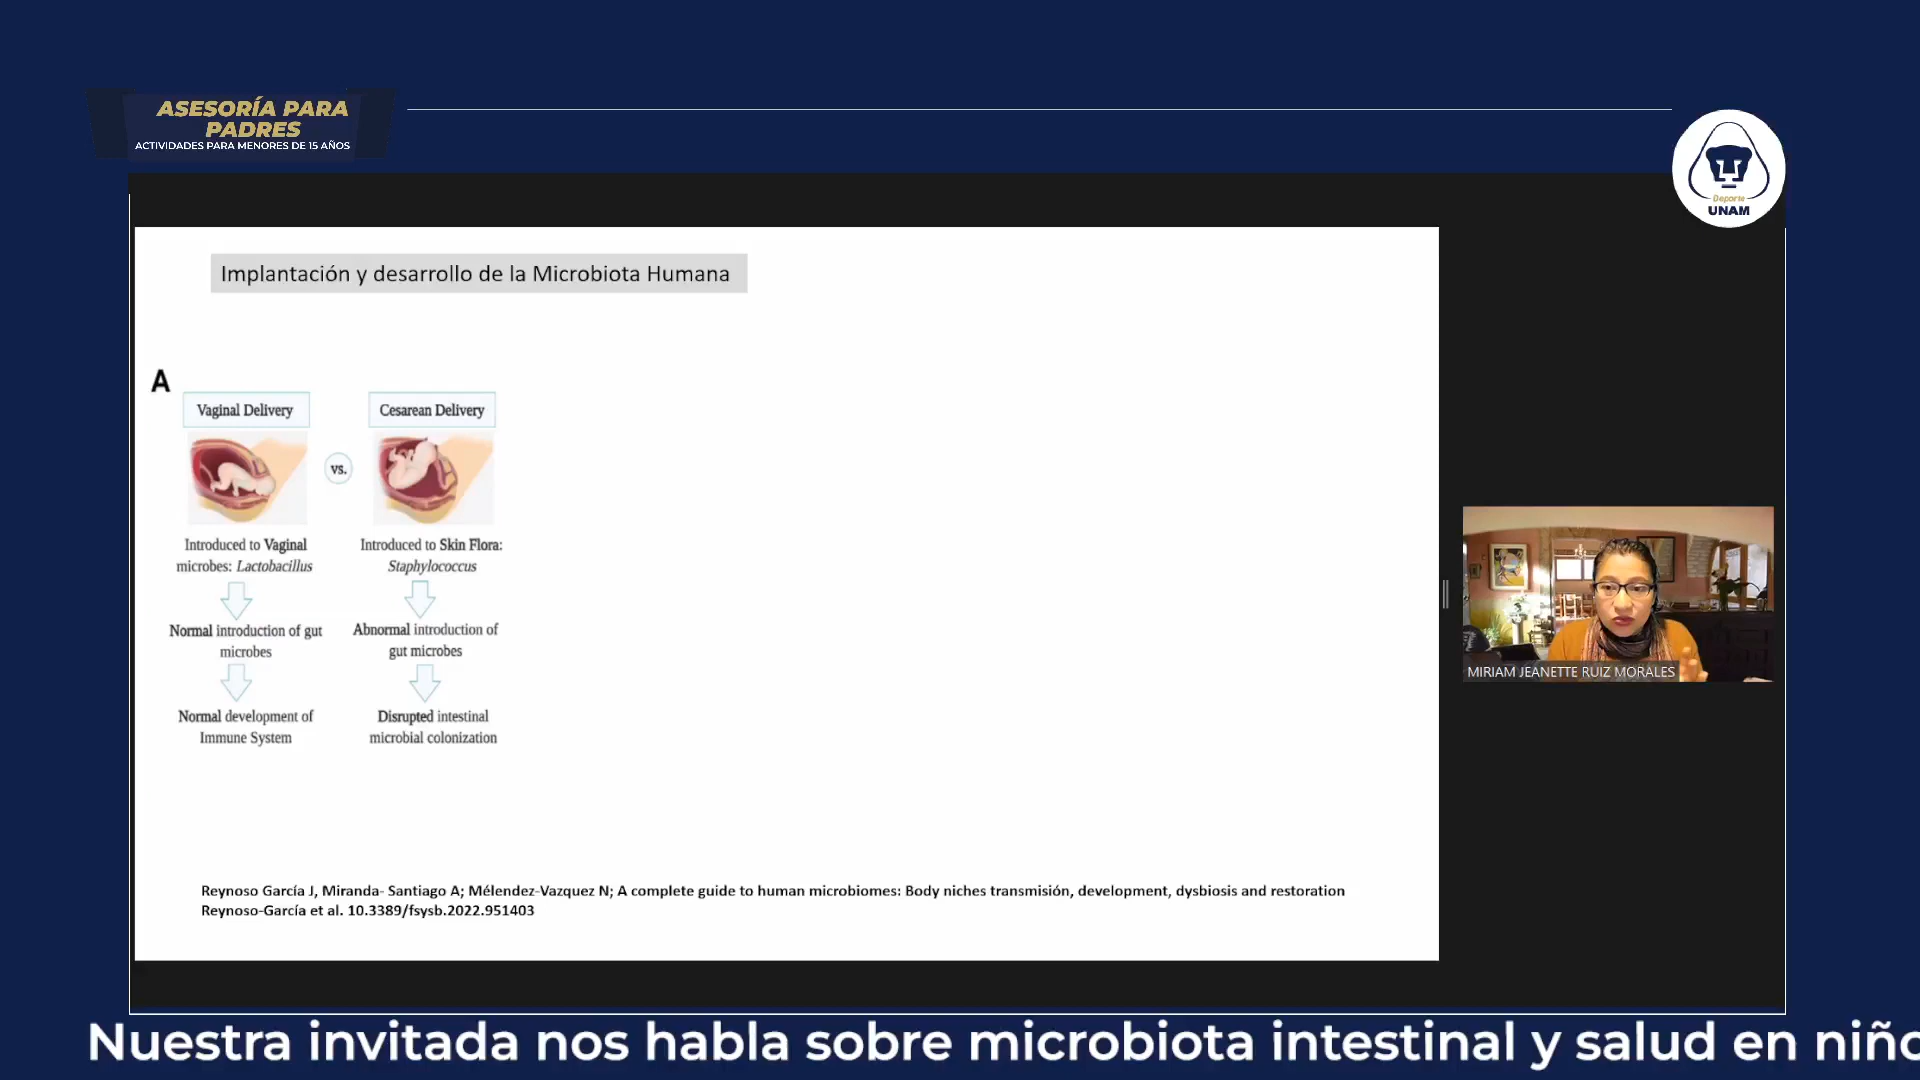 ASESORÍA PARA
PADRES
ACTIVIDADES PARA MENORES DE 15 AÑOS
Deporte
UNAM
Implantación y desarrollo de la Microbiota Humana
A
Vaginal Delivery
vs.
Cesarean Delivery
Introduced to Vaginal
microbes: Lactobacillus
Introduced to Skin Flora:
Staphylococcus
Normal introduction of gut
microbes
Abnormal introduction of
gut microbes
Normal development of
Immune System
Disrupted intestinal
microbial colonization
Reynoso García J, Miranda- Santiago A; Mélendez-Vazquez N; A complete guide to human microbiomes: Body niches transmisión, development, dysbiosis and restoration
Reynoso-García et al. 10.3389/fsysb.2022.951403
MIRIAM JEANETTE RUIZ MORALES
Nuestra invitada nos habla sobre microbiota intestinal y salud en niño